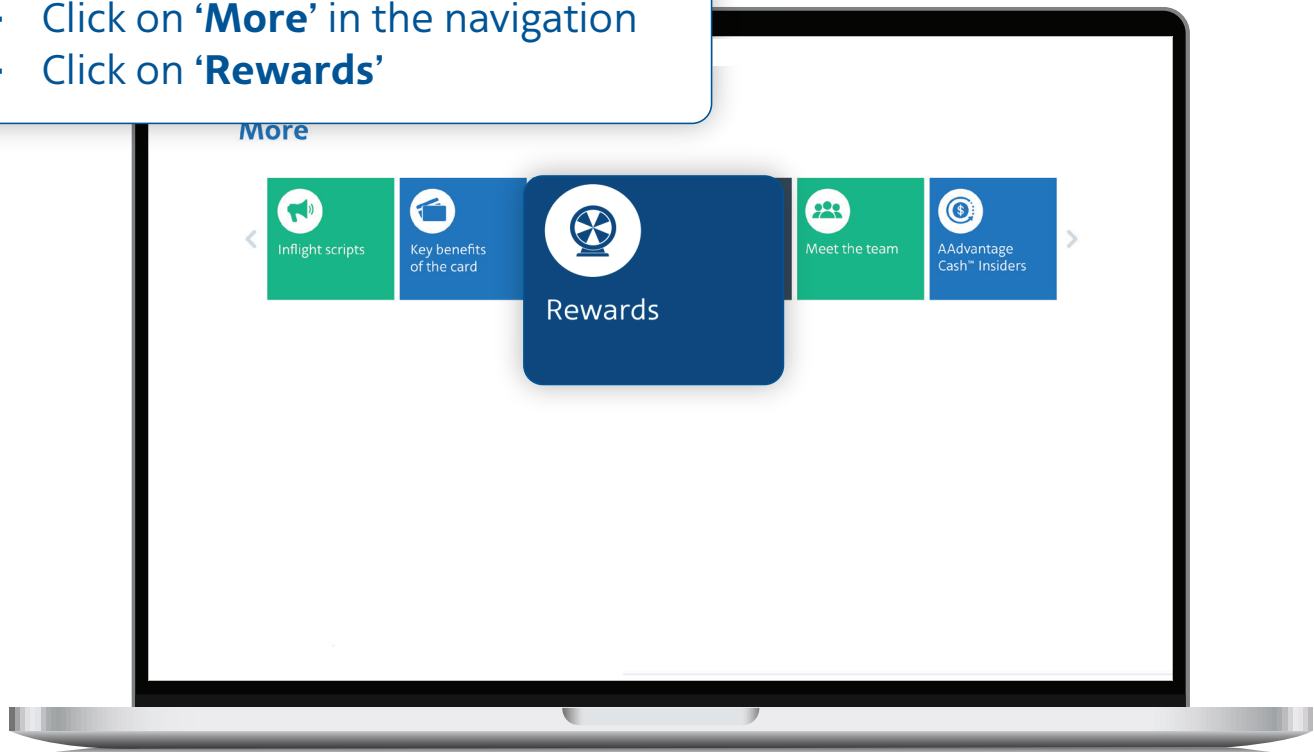 Click on ‘More’ in the navigation
Click on ‘Rewards’
More
Inflight scripts
Key benefits
of the card
Rewards
Meet the team
AAdvantage
Cash™ Insiders